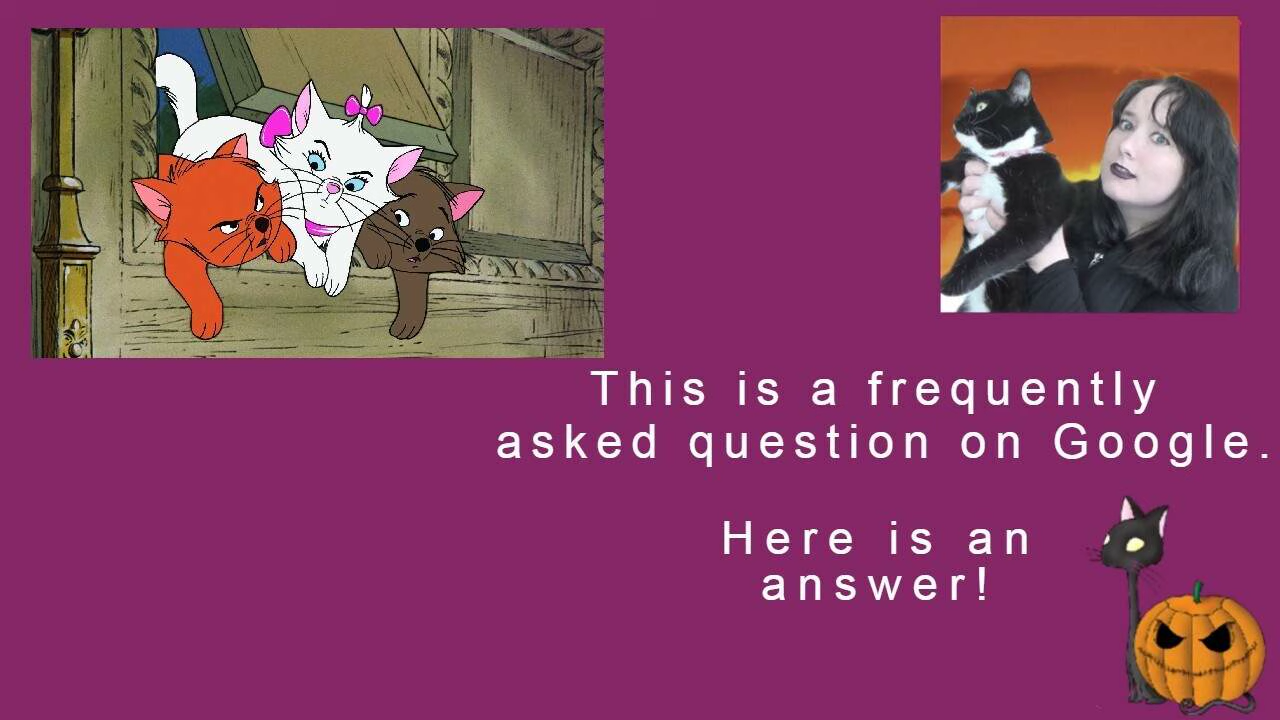 This is a frequently
asked question on Google.
Here is an
answer!